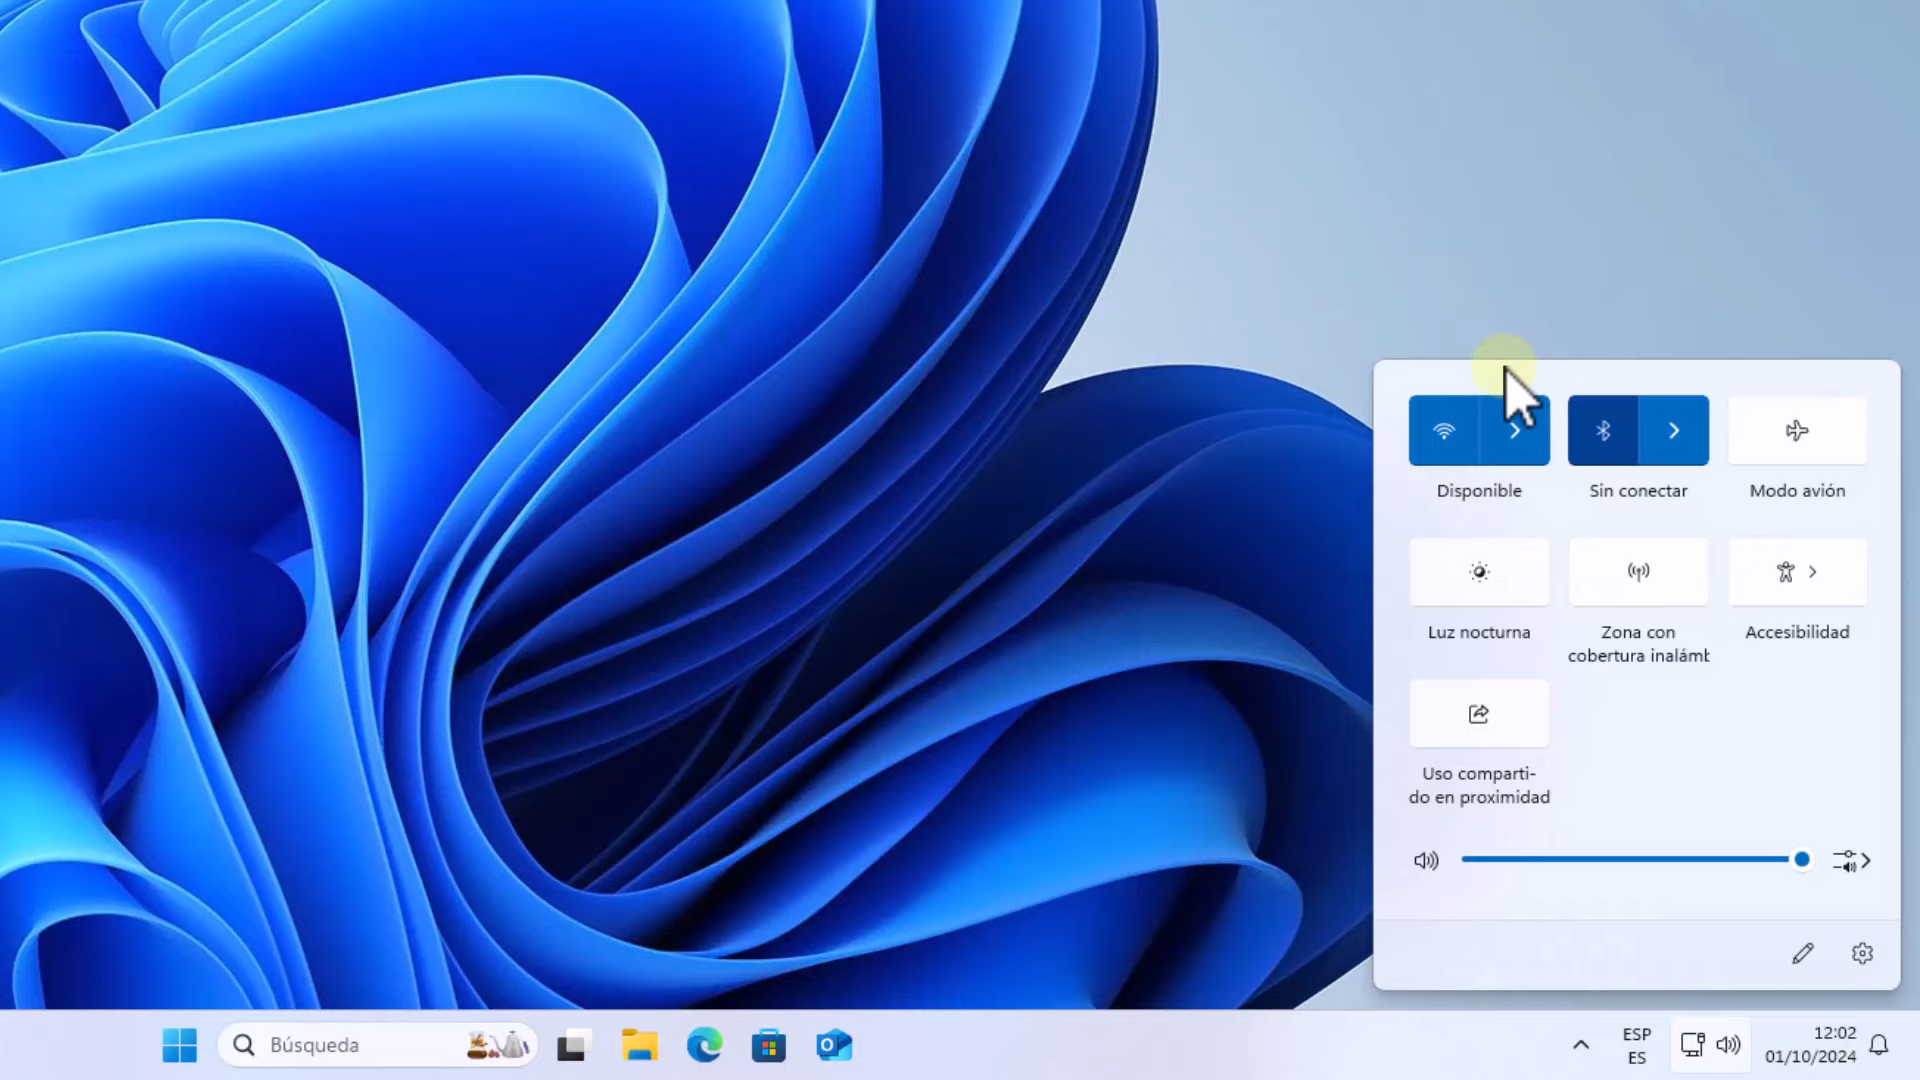 Disponible
Sin conectar
Modo avión
Luz nocturna
Zona con
cobertura inalámb
Accesibilidad
Uso comparti-
do en proximidad
Búsqueda
ESP
ES
12:02
01/10/2024